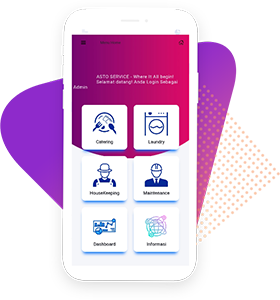 ASTO SERVICE - Where It All begin!
Selamat datang! Anda Login Sebagai
Admin
Catering
Laundry
HouseKeeping
Maintenance
Dashboard
Informasi